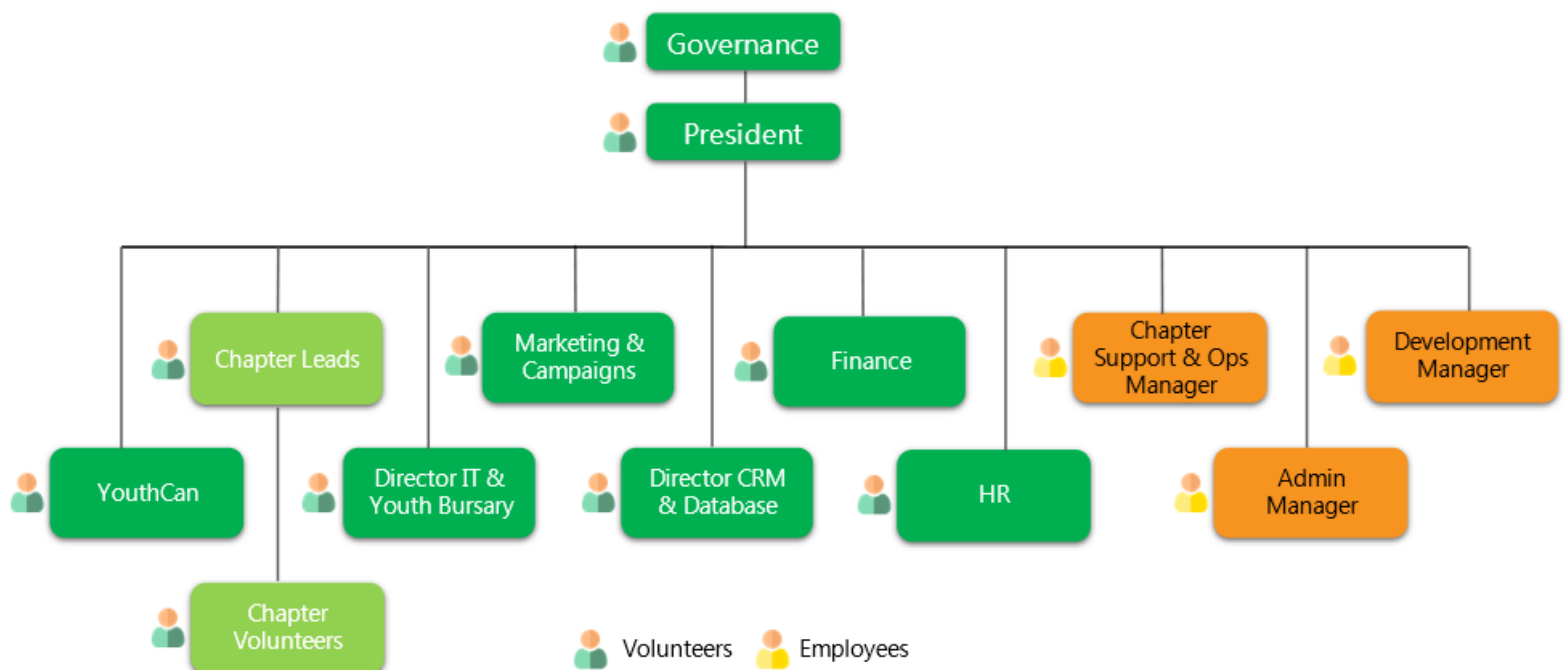 Governance
President
Chapter Leads
Marketing &
Campaigns
Finance
Chapter
Support & Ops
Manager
Development
Manager
YouthCan
Director IT &
Youth Bursary
Director CRM
& Database
HR
Admin
Manager
Chapter
Volunteers
Volunteers
Employees